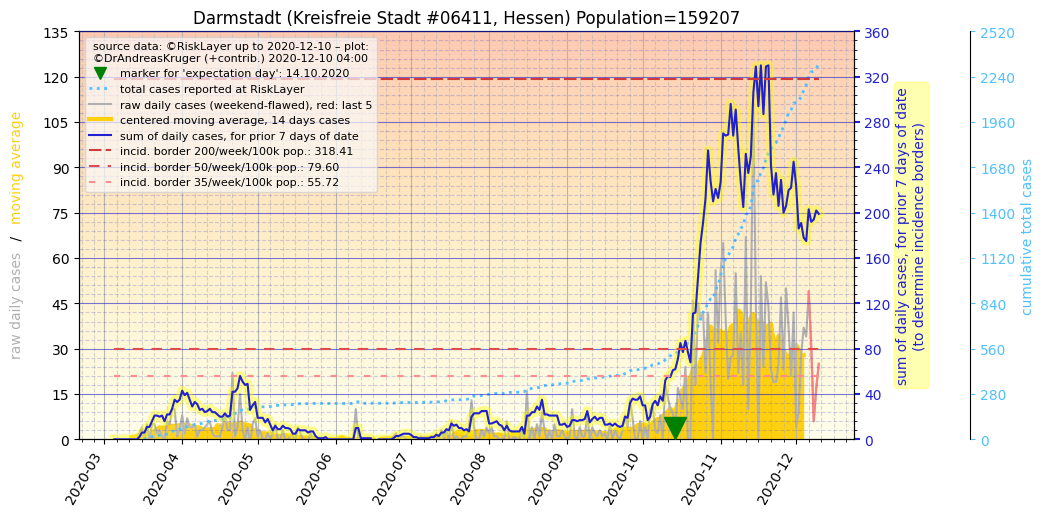 Darmstadt (Kreisfreie Stadt #06411, Hessen) Population=159207
source data: ©RiskLayer up to 2020-12-10 – plot:
©DrAndreasKruger (+contrib.) 2020-12-10 04:00
marker for 'expectation day': 14.10.2020
total cases reported at RiskLayer
raw daily cases (weekend-flawed), red: last 5
centered moving average, 14 days cases
sum of daily cases, for prior 7 days of date
incid. border 200/week/100k pop.: 318.41
incid. border 50/week/100k pop.: 79.60
incid. border 35/week/100k pop.: 55.72
raw daily cases / moving average
135
120
105
90
75
60
45
30
15
0
360
320
280
240
200
160
120
80
40
0
sum of daily cases, for prior 7 days of date
(to determine incidence borders)
2520
2240
1960
1680
1400
1120
840
560
280
0
cumulative total cases
2020-03
2020-04
2020-05
2020-06
2020-07
2020-08
2020-09
2020-10
2020-11
2020-12